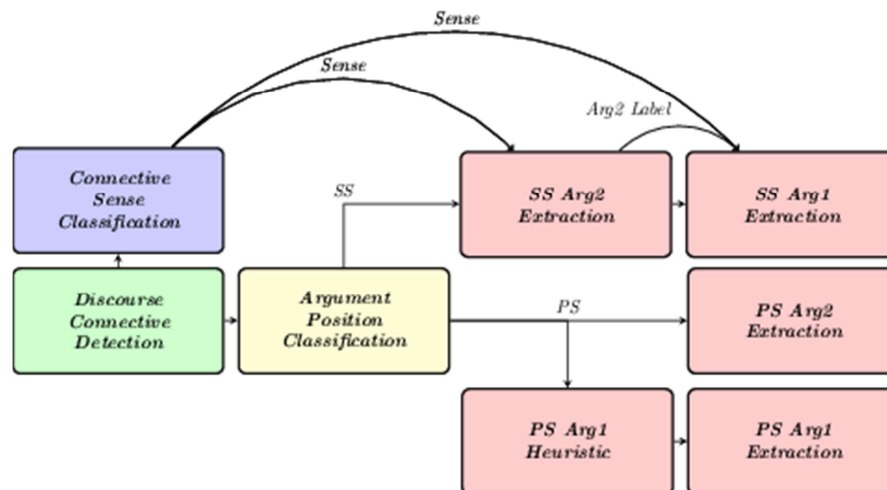 Sense
Sense
Arg2 Label
Connective
Sense
Classification
SS
SS Arg2
Extraction
SS Arg1
Extraction
Discourse
Connective
Detection
Argument
Position
Classification
PS
PS Arg2
Extraction
PS Arg1
Heuristic
PS Arg1
Extraction